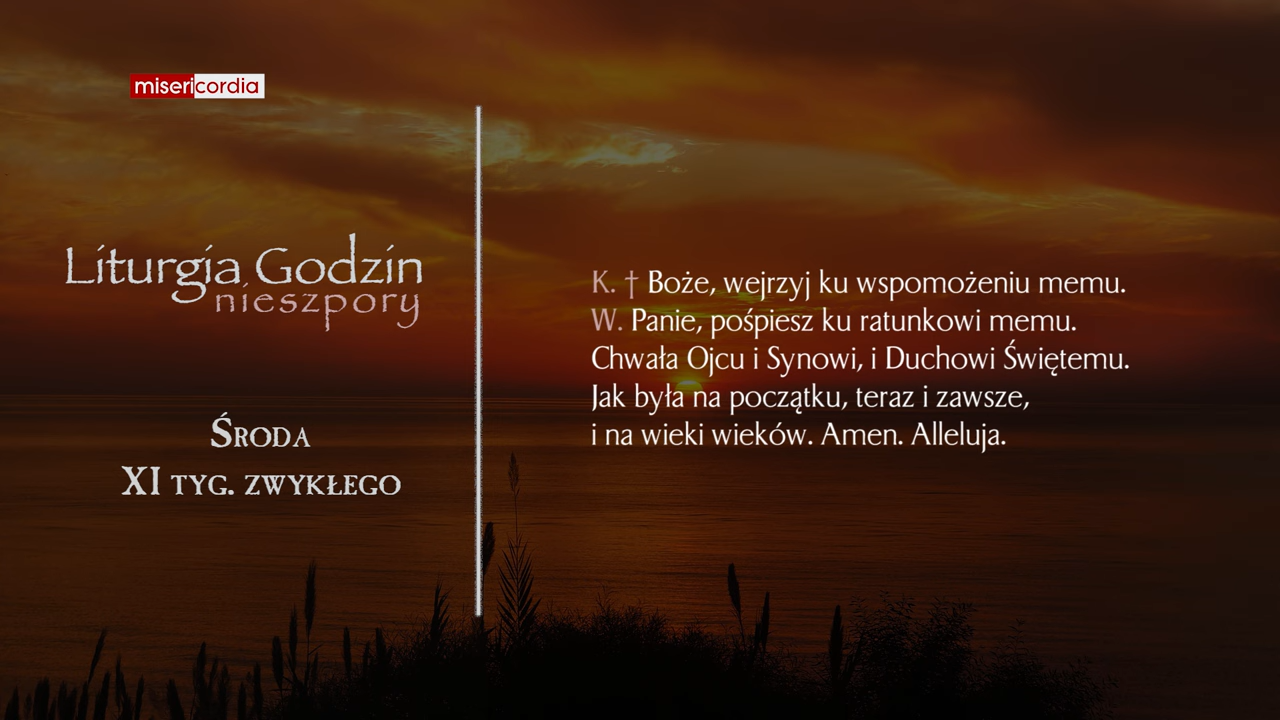 misericordia
Liturgia Godzin
nieszpory
Środa
XI tyg. zwykłego
K. † Boże, wejrzyj ku wspomożeniu memu.
W. Panie, pośpiesz ku ratunkowi memu.
Chwała Ojcu i Synowi, i Duchowi Świętemu.
Jak była na początku, teraz i zawsze,
i na wieki wieków. Amen. Alleluja.